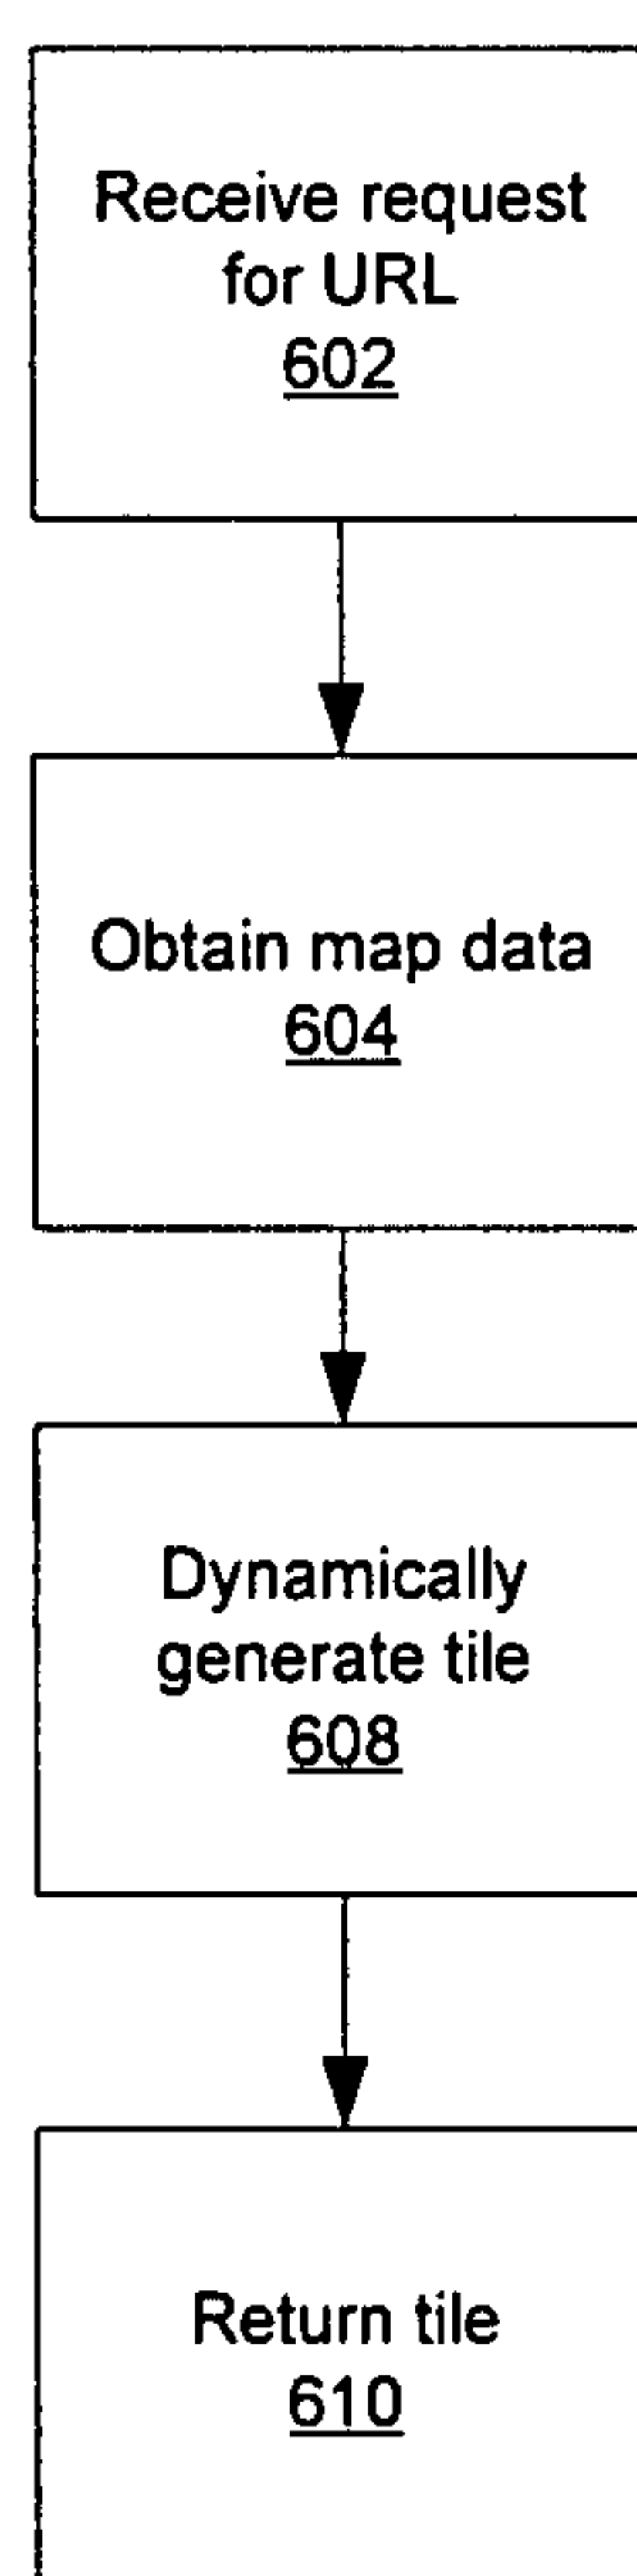 Receive request
for URL
602
Obtain map data
604
Dynamically
generate tile
608
Return tile
610